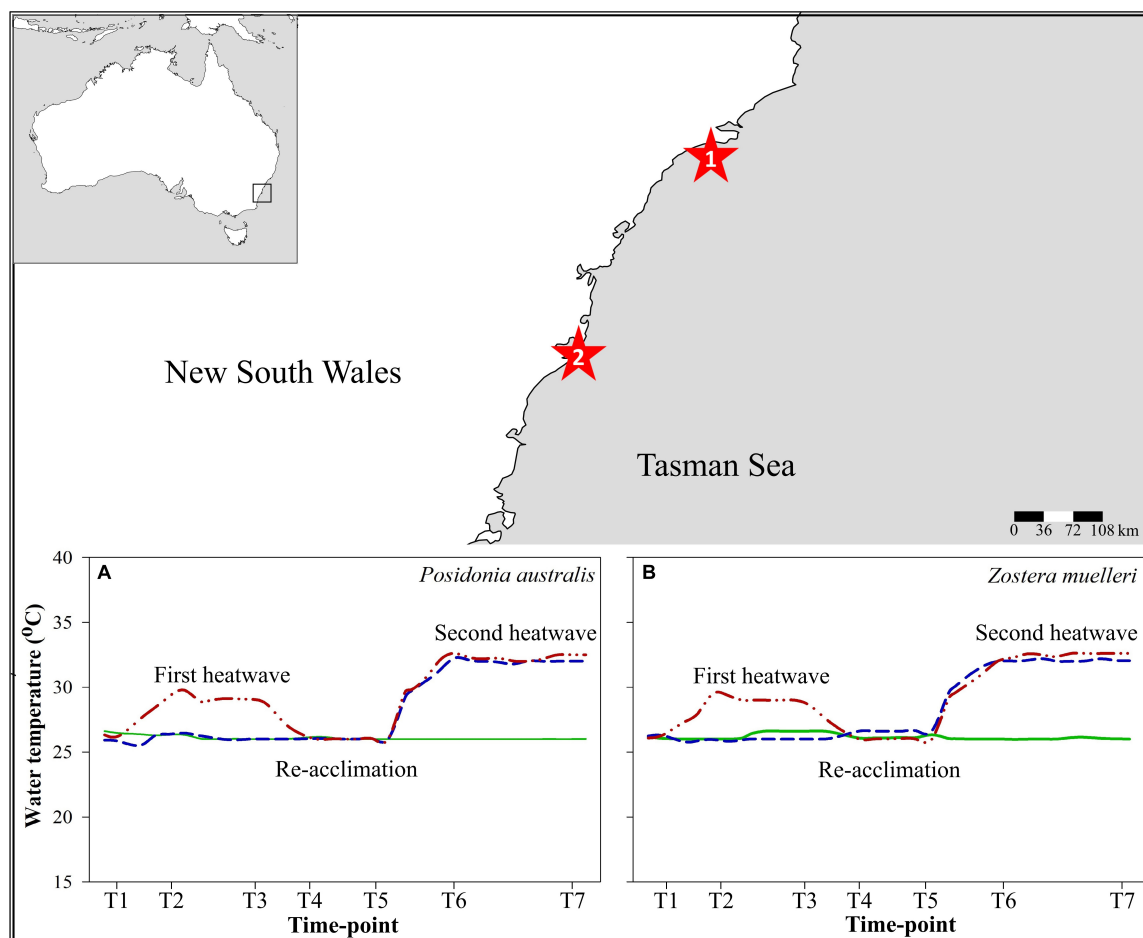 1
2
New South Wales
Tasman Sea
0 36 72 108 km
Water temperature (⁰C)
40
35
30
25
20
15
A
Posidonia australis
First heatwave
Second heatwave
Re-acclimation
T1 T2 T3 T4 T5 T6 T7
Time-point
B
Zostera muelleri
First heatwave
Second heatwave
Re-acclimation
T1 T2 T3 T4 T5 T6 T7
Time-point